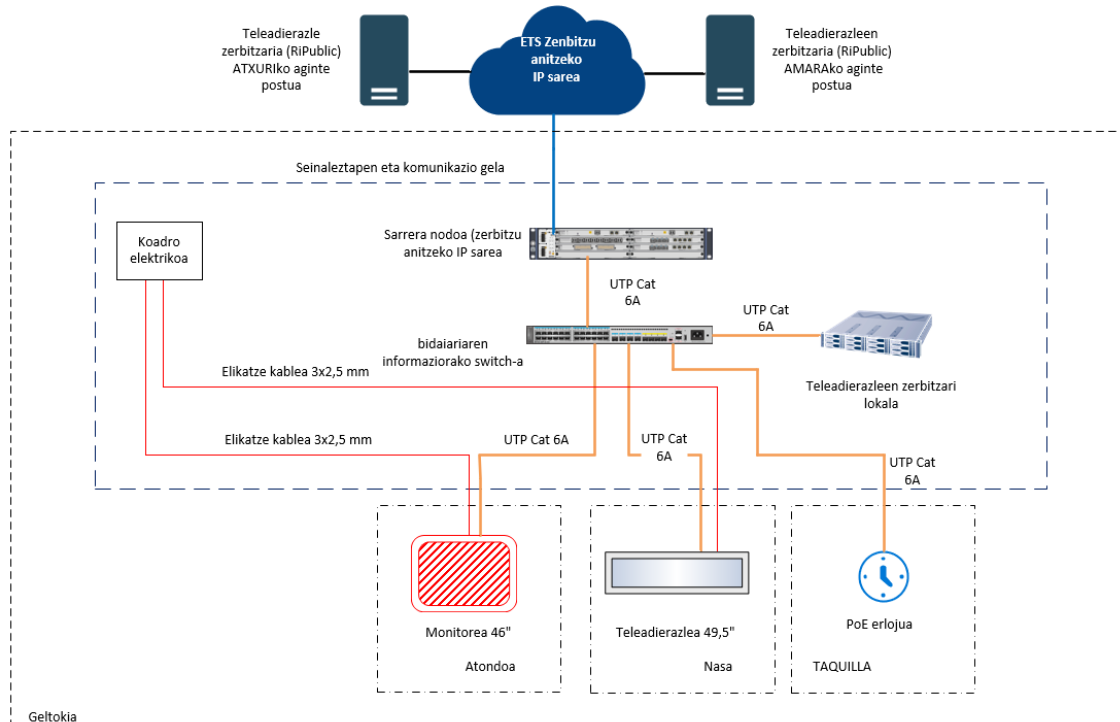 Teleadierazle
zerbitzaria (RiPublic)
ATXURIko aginte
postua
ETS Zenbitzu
anitzeko
IP sarea
Teleadierazleen
zerbitzaria (RiPublic)
AMARAko aginte
postua
Seinaleztapen eta komunikazio gela
Koadro
elektrikoa
Sarrera nodoa (zerbitzu
anitzeko IP sarea
UTP Cat
6A
UTP Cat
6A
bidaiariaren
informaziorako switch-a
Teleadierazleen zerbitzari
lokala
Elikatze kablea 3x2,5 mm
Elikatze kablea 3x2,5 mm
UTP Cat 6A
UTP Cat
6A
UTP Cat
6A
Monitorea 46"
Atondoa
Teleadierazlea 49,5"
Nasa
PoE erlojua
TAQUILLA
Geltokia